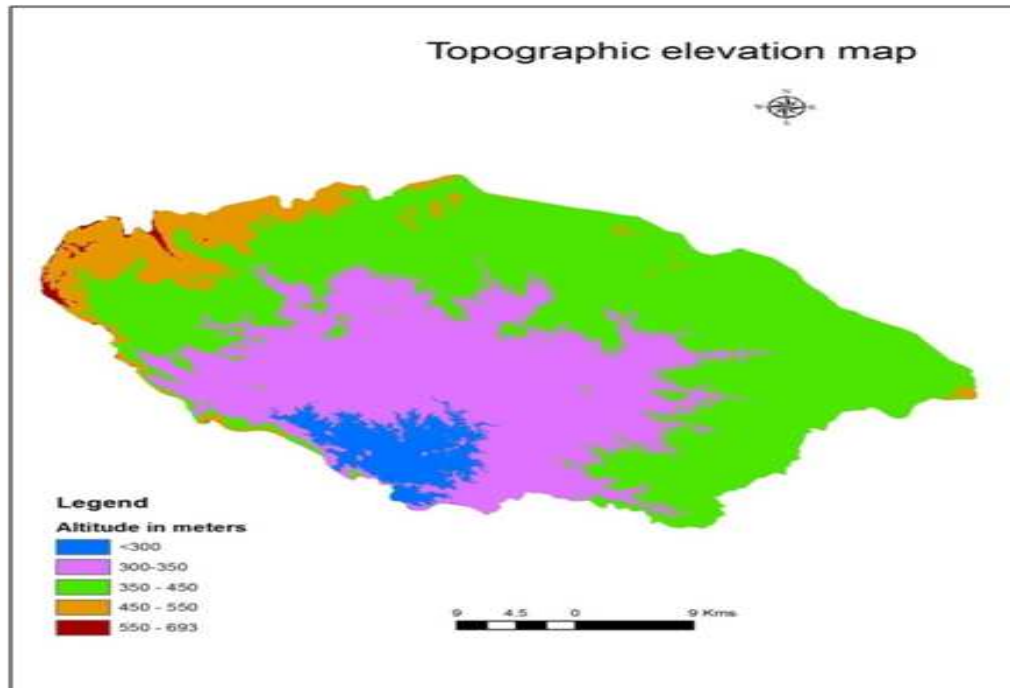 Topographic elevation map
N
W E
S
Legend
Altitude in meters
<300
300-350
350 - 450
450 - 550
550 - 693
9 4.5 0 9 Kms